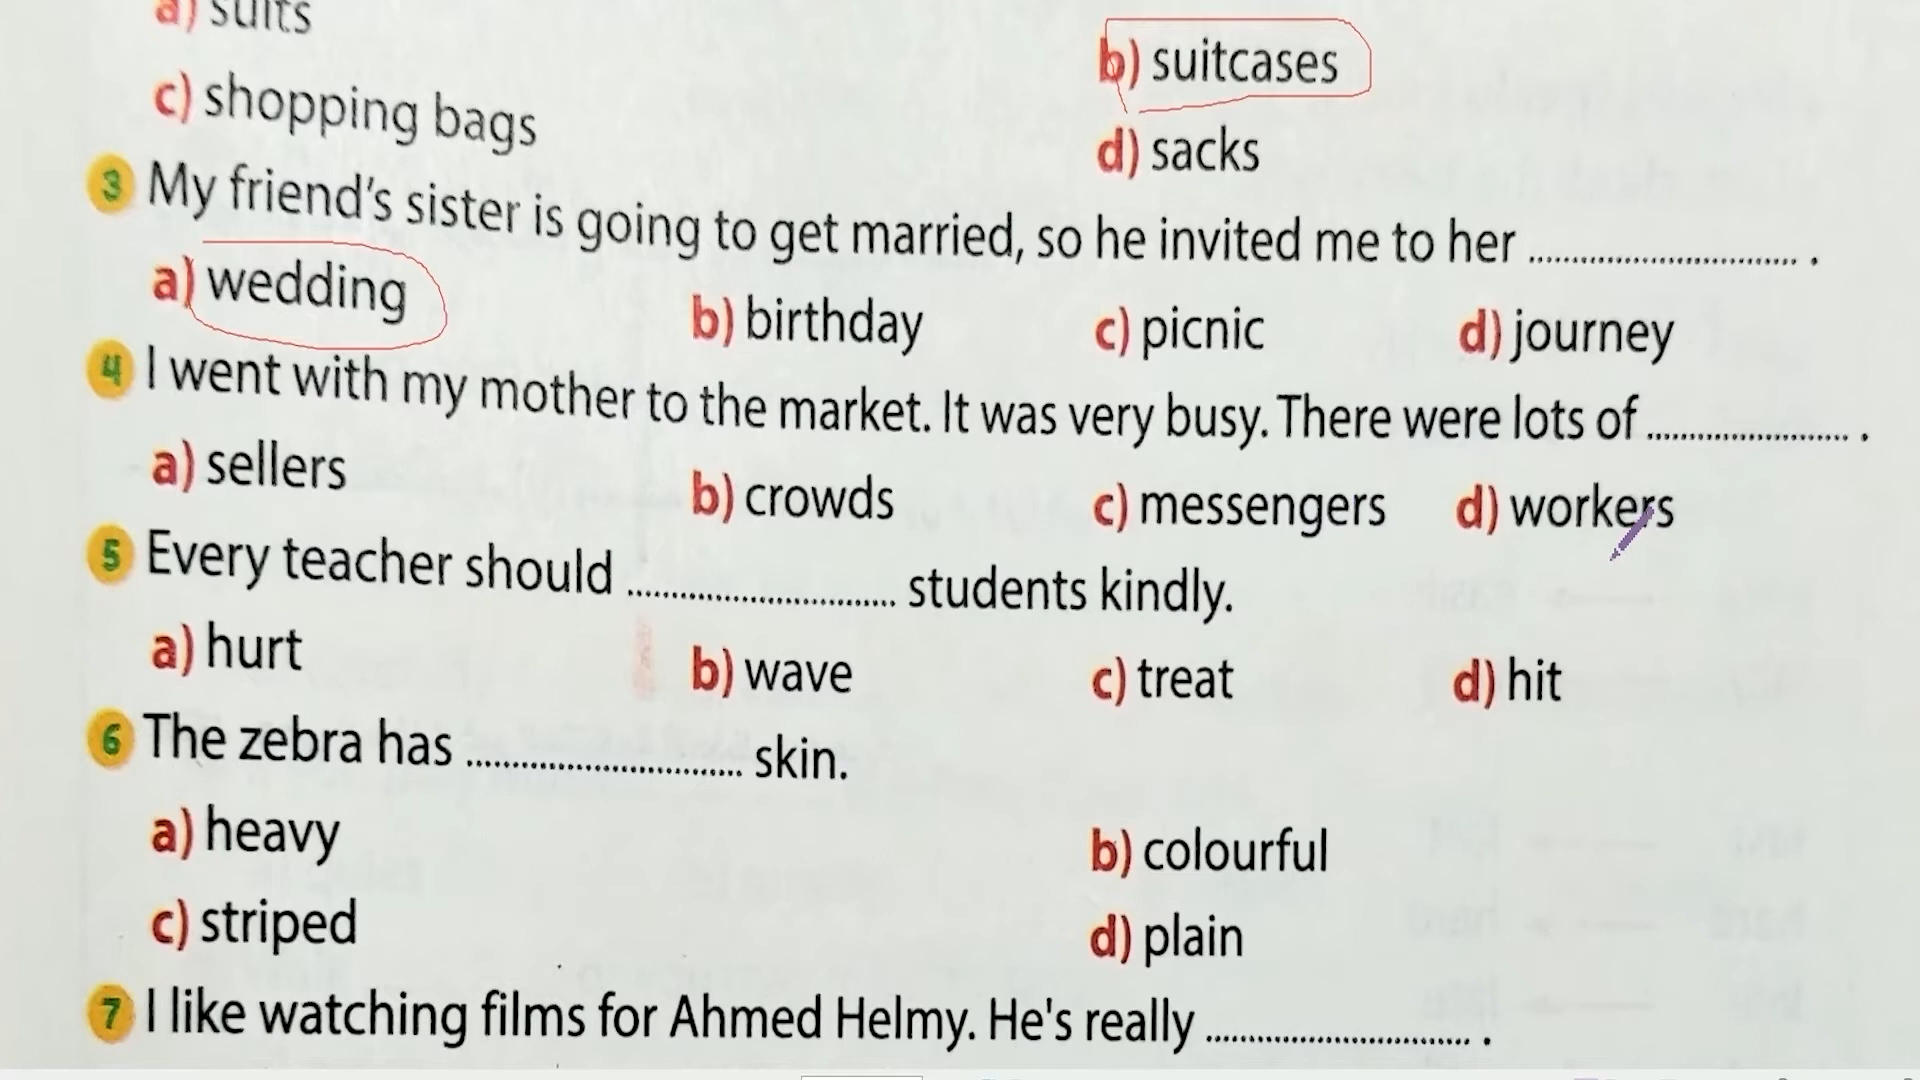 a) suits
b) suitcases
c) shopping bags
d) sacks
3 My friend's sister is going to get married, so he invited me to her .............................. .
a) wedding b) birthday c) picnic d) journey
4 I went with my mother to the market. It was very busy. There were lots of ........................ .
a) sellers b) crowds c) messengers d) workers
5 Every teacher should .............................. students kindly.
a) hurt b) wave c) treat d) hit
6 The zebra has .............................. skin.
a) heavy b) colourful
c) striped d) plain
7 I like watching films for Ahmed Helmy. He's really .............................. .